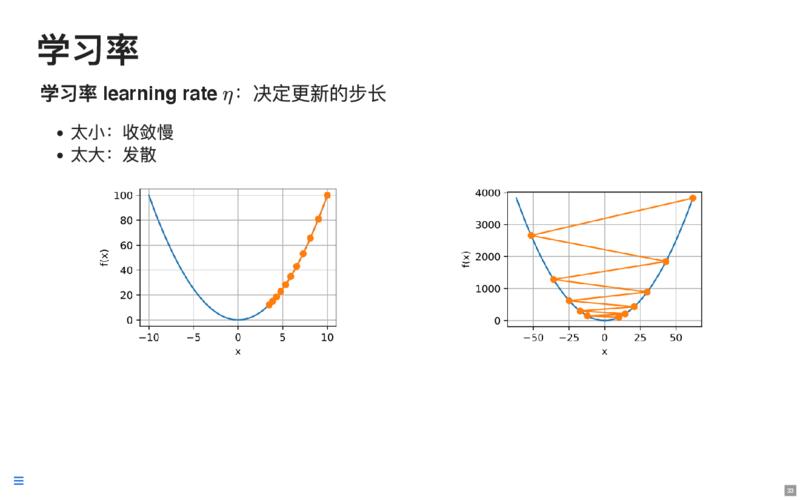 学习率
学习率 learning rate η：决定更新的步长
• 太小：收敛慢
• 太大：发散
100
80
60
40
20
0
f(x)
−10 −5 0 5 10
x
4000
3000
2000
1000
0
f(x)
−50 −25 0 25 50
x
33